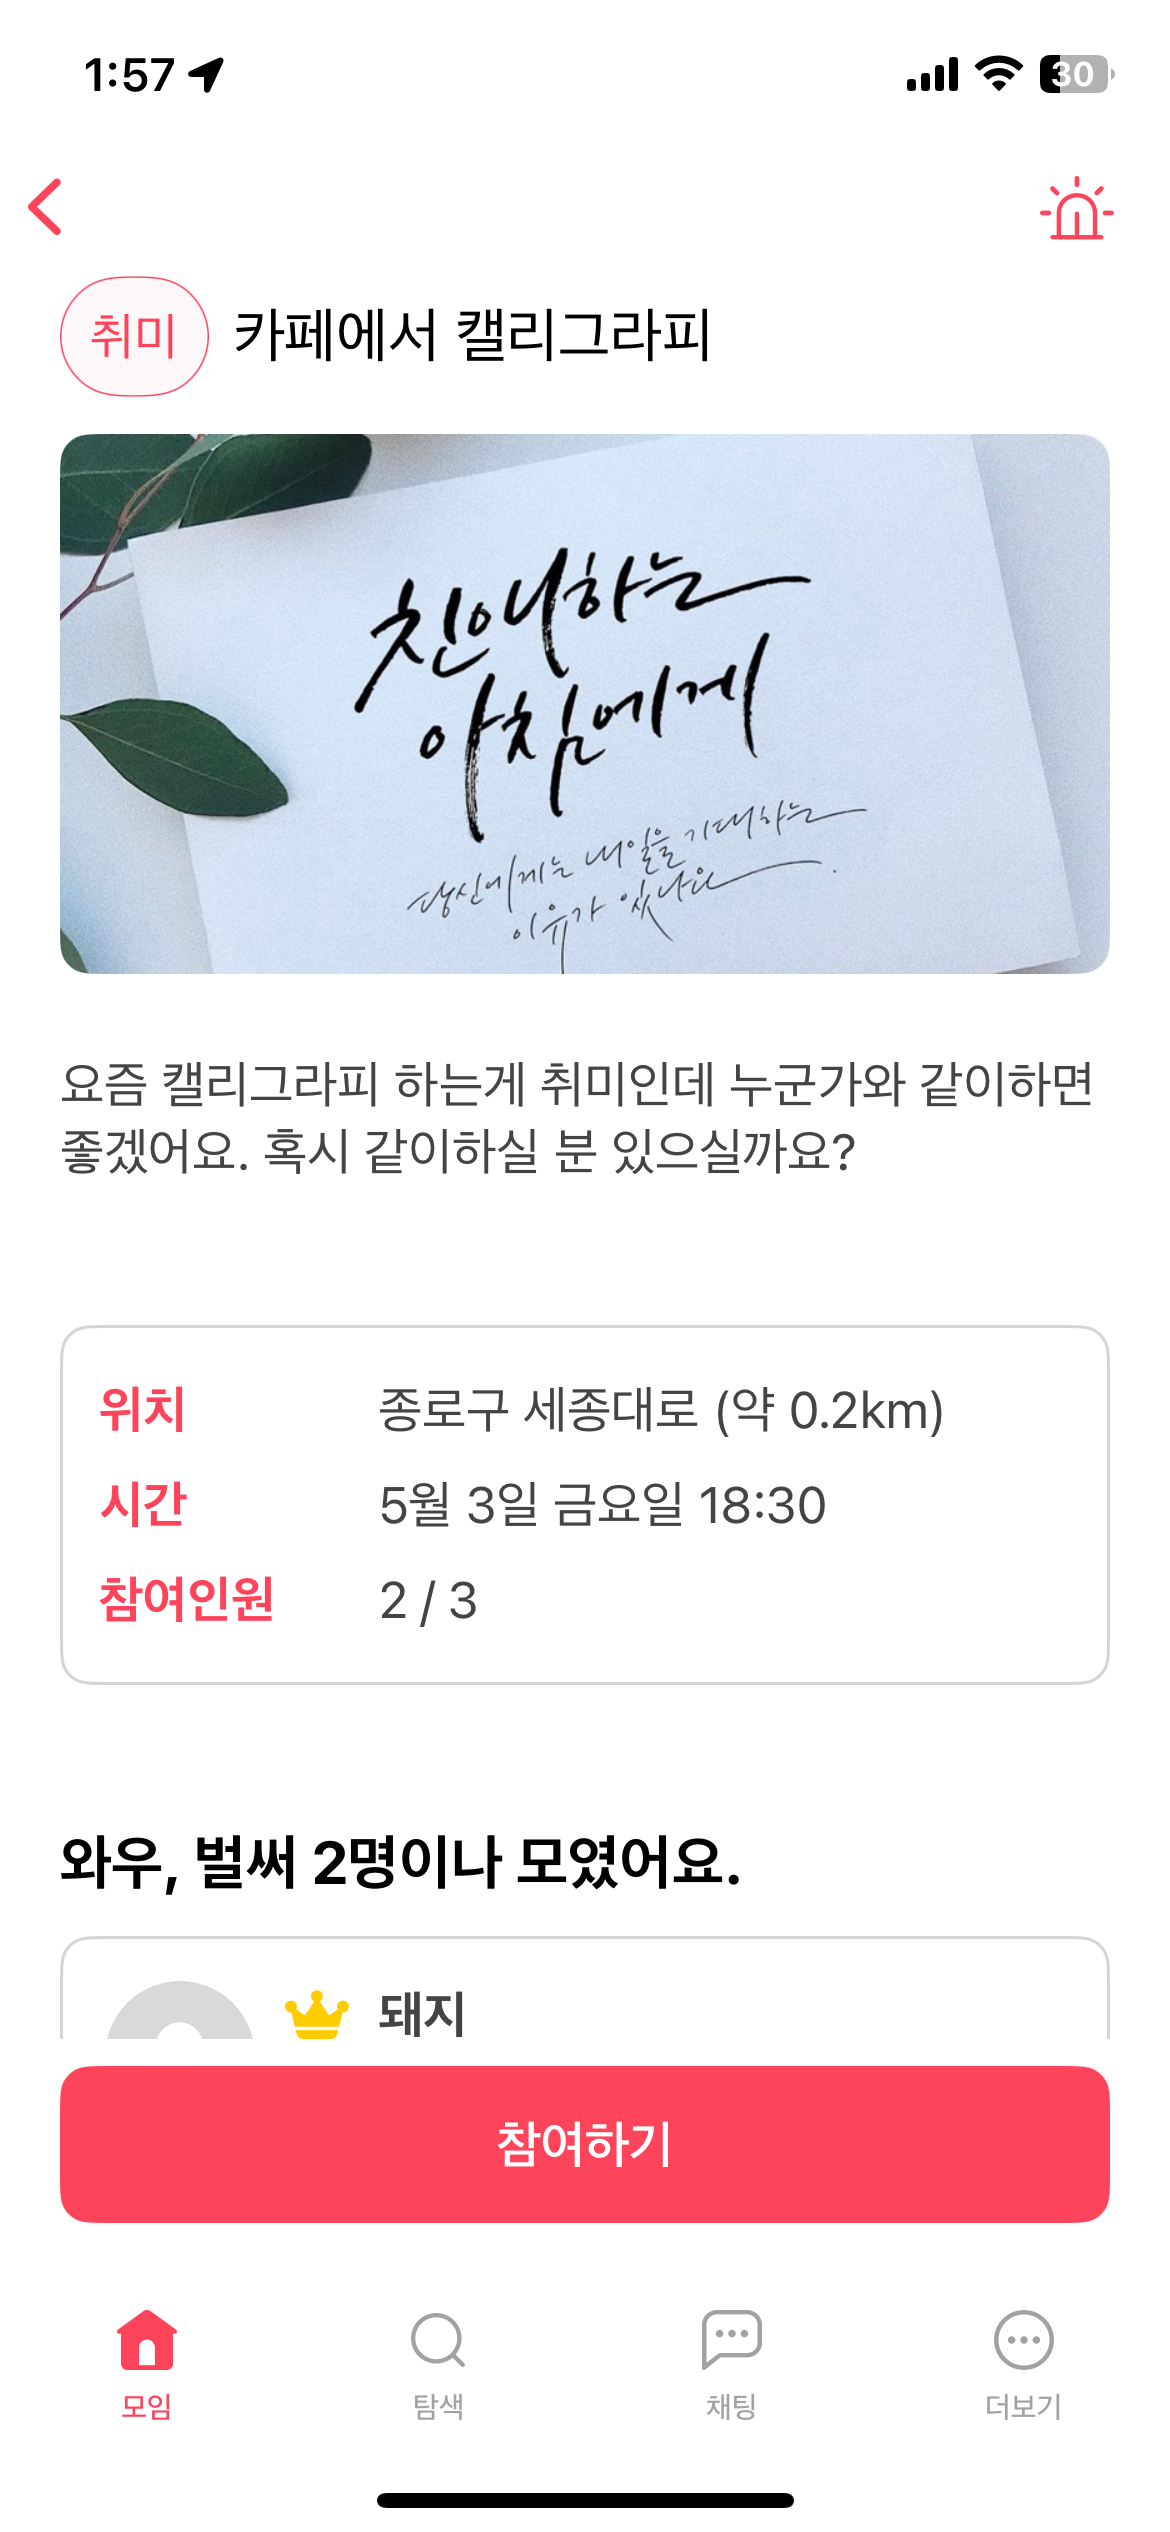 1:57
30
취미
카페에서 캘리그라피
친애하는
아침에게
당신에게는 내일을 기대하는
이유가 있나요.
요즘 캘리그라피 하는게 취미인데 누군가와 같이하면
좋겠어요. 혹시 같이하실 분 있으실까요?
위치 종로구 세종대로 (약 0.2km)
시간 5월 3일 금요일 18:30
참여인원 2 / 3
와우, 벌써 2명이나 모였어요.
돼지
참여하기
모임 탐색 채팅 더보기